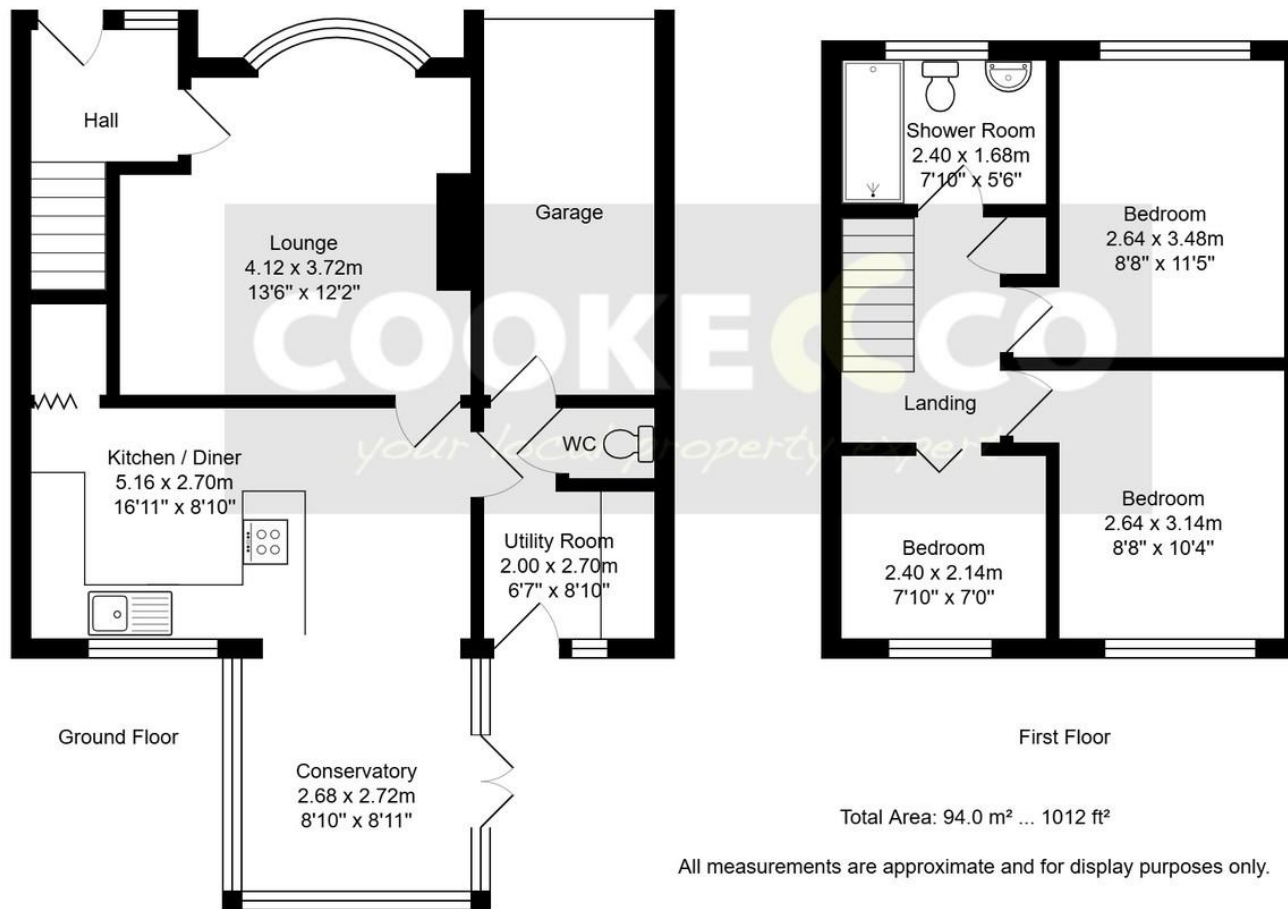 Hall
Lounge
4.12 x 3.72m
13'6" x 12'2"
Garage
Kitchen / Diner
5.16 x 2.70m
16'11" x 8'10"
WC
Utility Room
2.00 x 2.70m
6'7" x 8'10"
Conservatory
2.68 x 2.72m
8'10" x 8'11"
Ground Floor
Shower Room
2.40 x 1.68m
7'10" x 5'6"
Bedroom
2.64 x 3.48m
8'8" x 11'5"
Landing
Bedroom
2.64 x 3.14m
8'8" x 10'4"
Bedroom
2.40 x 2.14m
7'10" x 7'0"
First Floor
Total Area: 94.0 m² ... 1012 ft²
All measurements are approximate and for display purposes only.
COOKE & CO
your local property expert